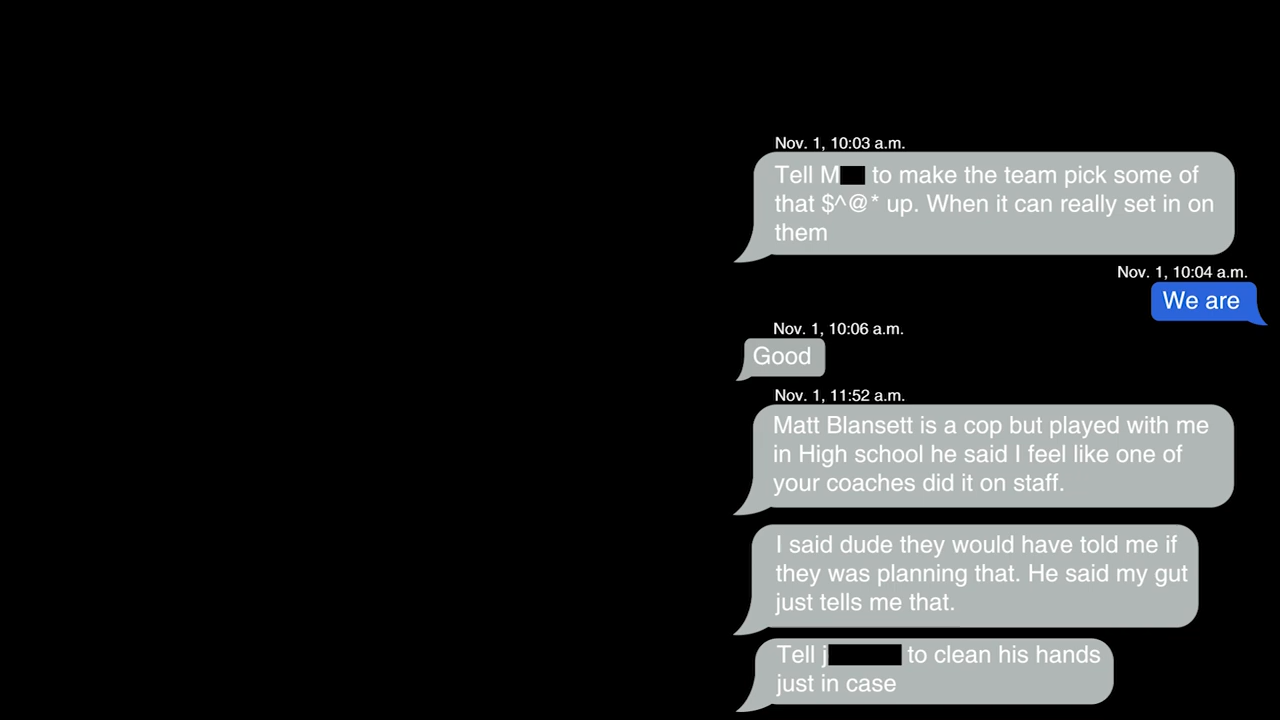 Nov. 1, 10:03 a.m.
Tell M to make the team pick some of
that $^@* up. When it can really set in on
them
Nov. 1, 10:04 a.m.
We are
Nov. 1, 10:06 a.m.
Good
Nov. 1, 11:52 a.m.
Matt Blansett is a cop but played with me
in High school he said I feel like one of
your coaches did it on staff.
I said dude they would have told me if
they was planning that. He said my gut
just tells me that.
Tell j to clean his hands
just in case